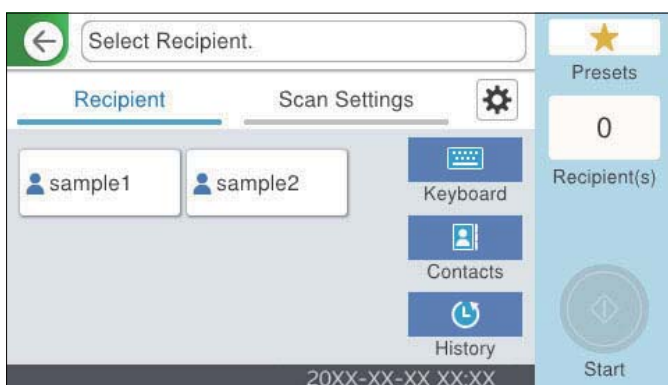 Select Recipient.
Presets
Recipient
Scan Settings
0
Recipient(s)
sample1
sample2
Keyboard
Contacts
History
Start
20XX-XX-XX XX:XX